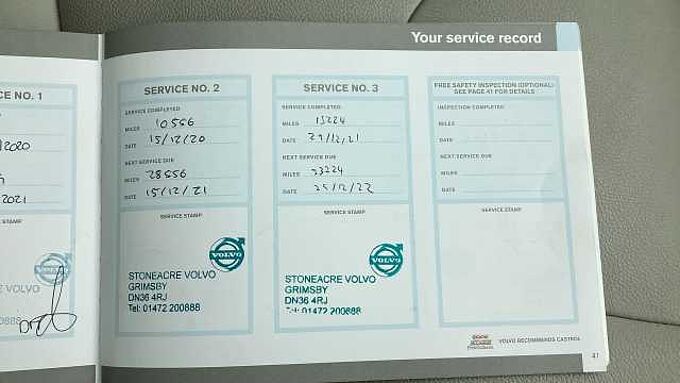 Your service record
CE NO. 1
2020
2021
VOLVO
E VOLVO
0888
SERVICE NO. 2
SERVICE COMPLETED
MILES 10556
DATE 15/12/20
NEXT SERVICE DUE
MILES 28556
DATE 15/12/21
SERVICE STAMP
VOLVO
STONEACRE VOLVO
GRIMSBY
DN36 4RJ
Tel: 01472 200888
SERVICE NO. 3
SERVICE COMPLETED
MILES 15224
DATE /12/21
NEXT SERVICE DUE
MILES 33224
DATE /12/22
SERVICE STAMP
VOLVO
STONEACRE VOLVO
GRIMSBY
DN36 4RJ
01472 200888
FREE SAFETY INSPECTION (OPTIONAL)
SEE PAGE 41 FOR DETAILS
INSPECTION COMPLETED
MILES
DATE
NEXT SERVICE DUE
MILES
DATE
SERVICE STAMP
VOLVO RECOMMENDS CASTROL
41